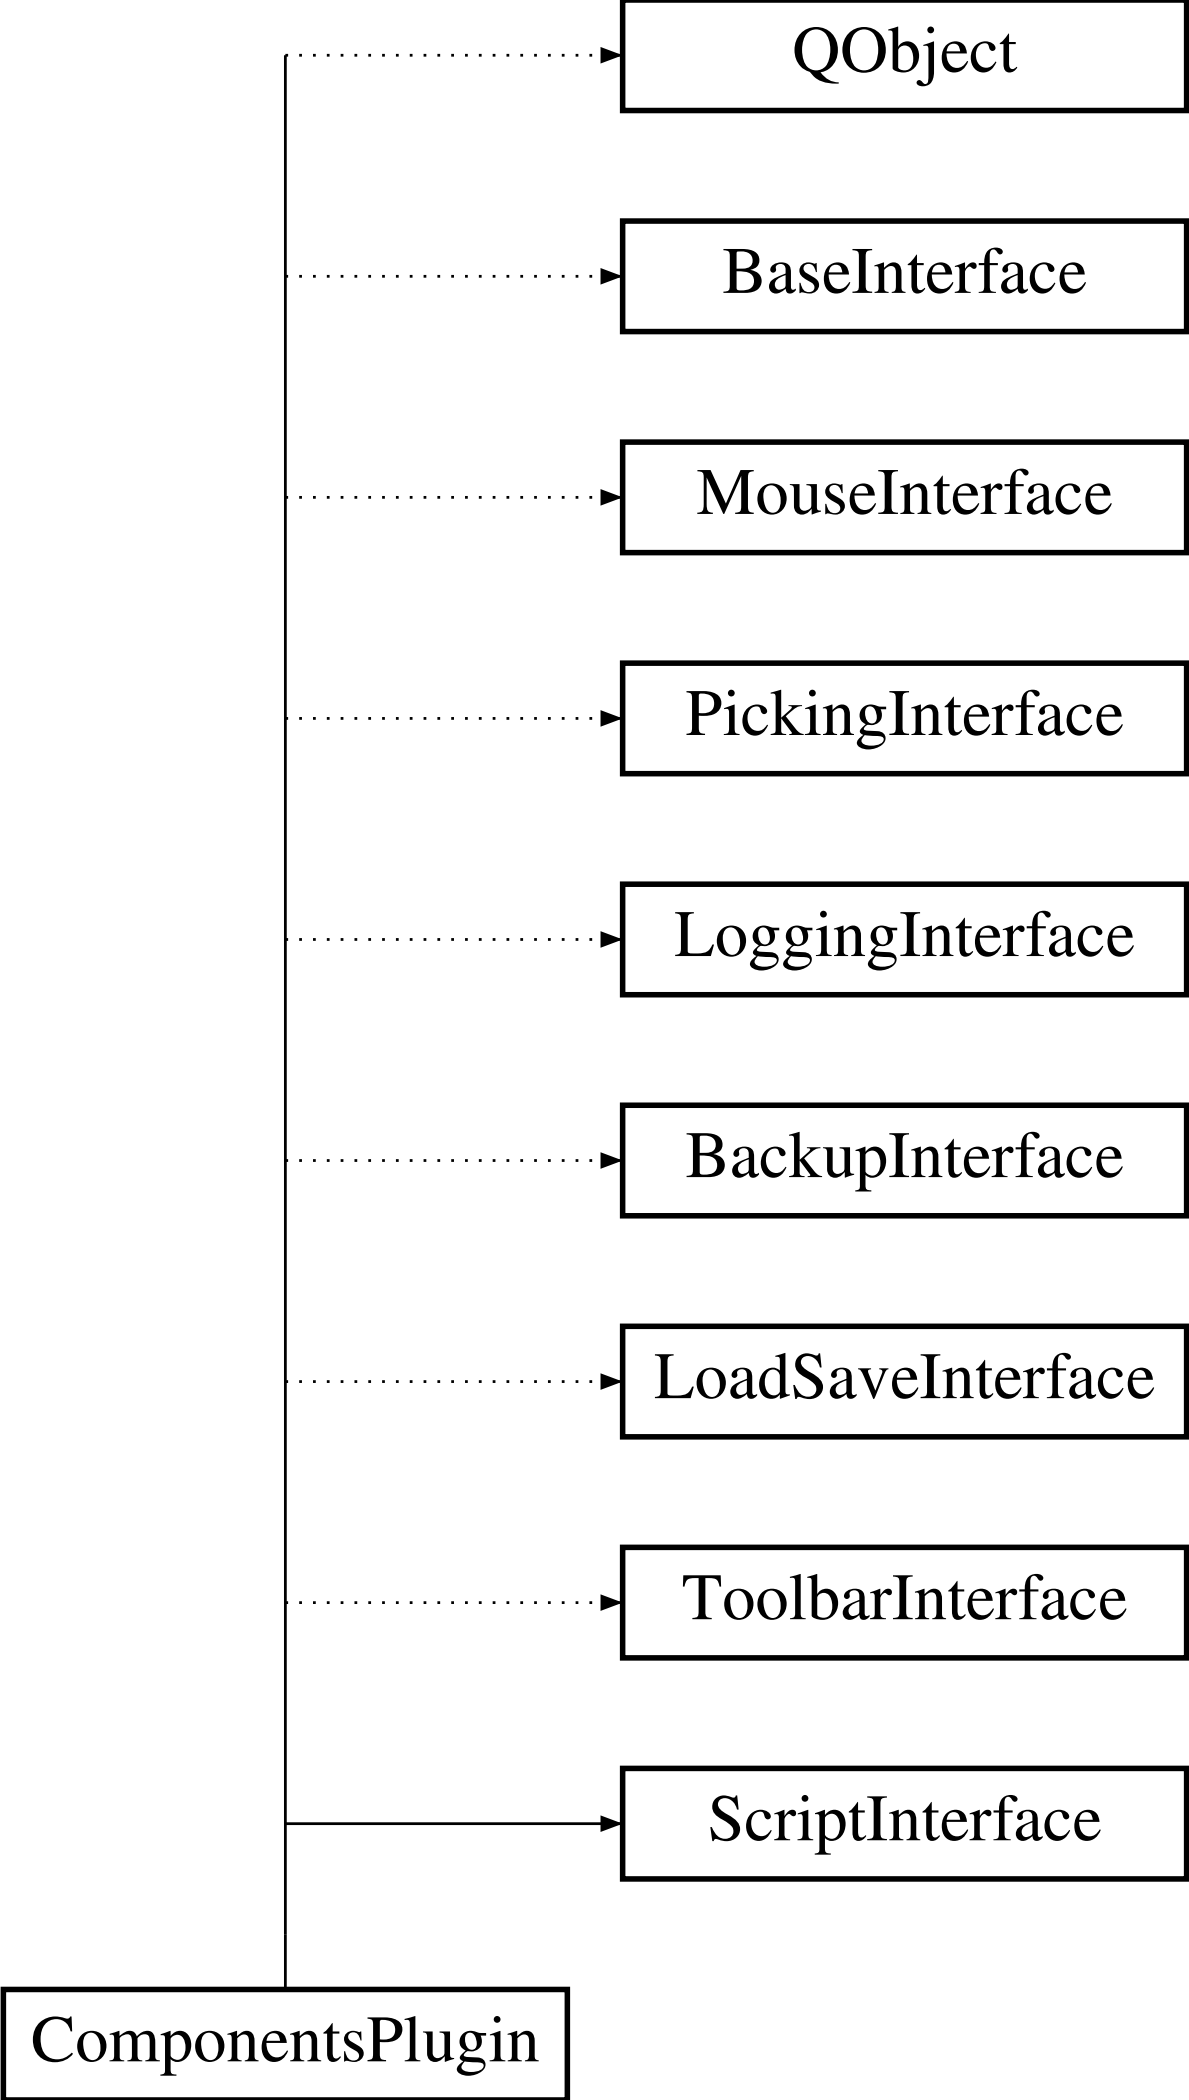 QObject
BaseInterface
MouseInterface
PickingInterface
LoggingInterface
BackupInterface
LoadSaveInterface
ToolbarInterface
ScriptInterface
ComponentsPlugin